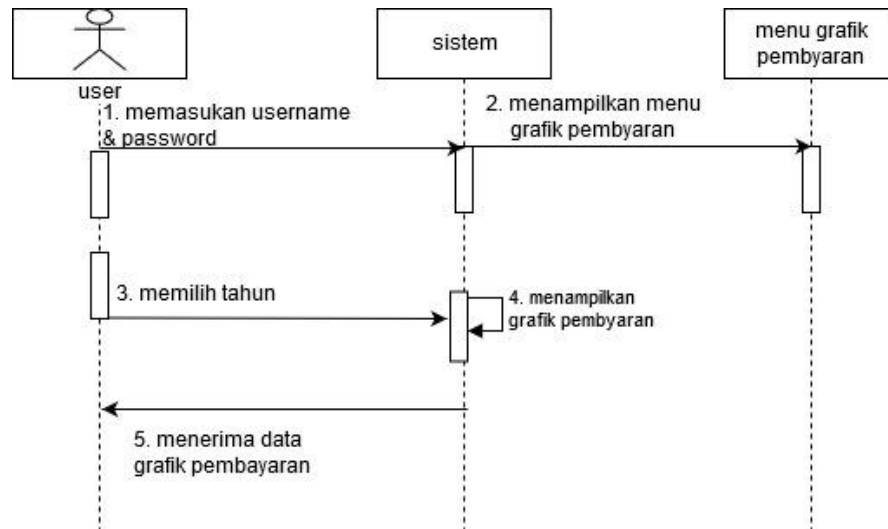 user
sistem
menu grafik
pembyaran
1. memasukan username
& password
2. menampilkan menu
grafik pembyaran
3. memilih tahun
4. menampilkan
grafik pembyaran
5. menerima data
grafik pembayaran